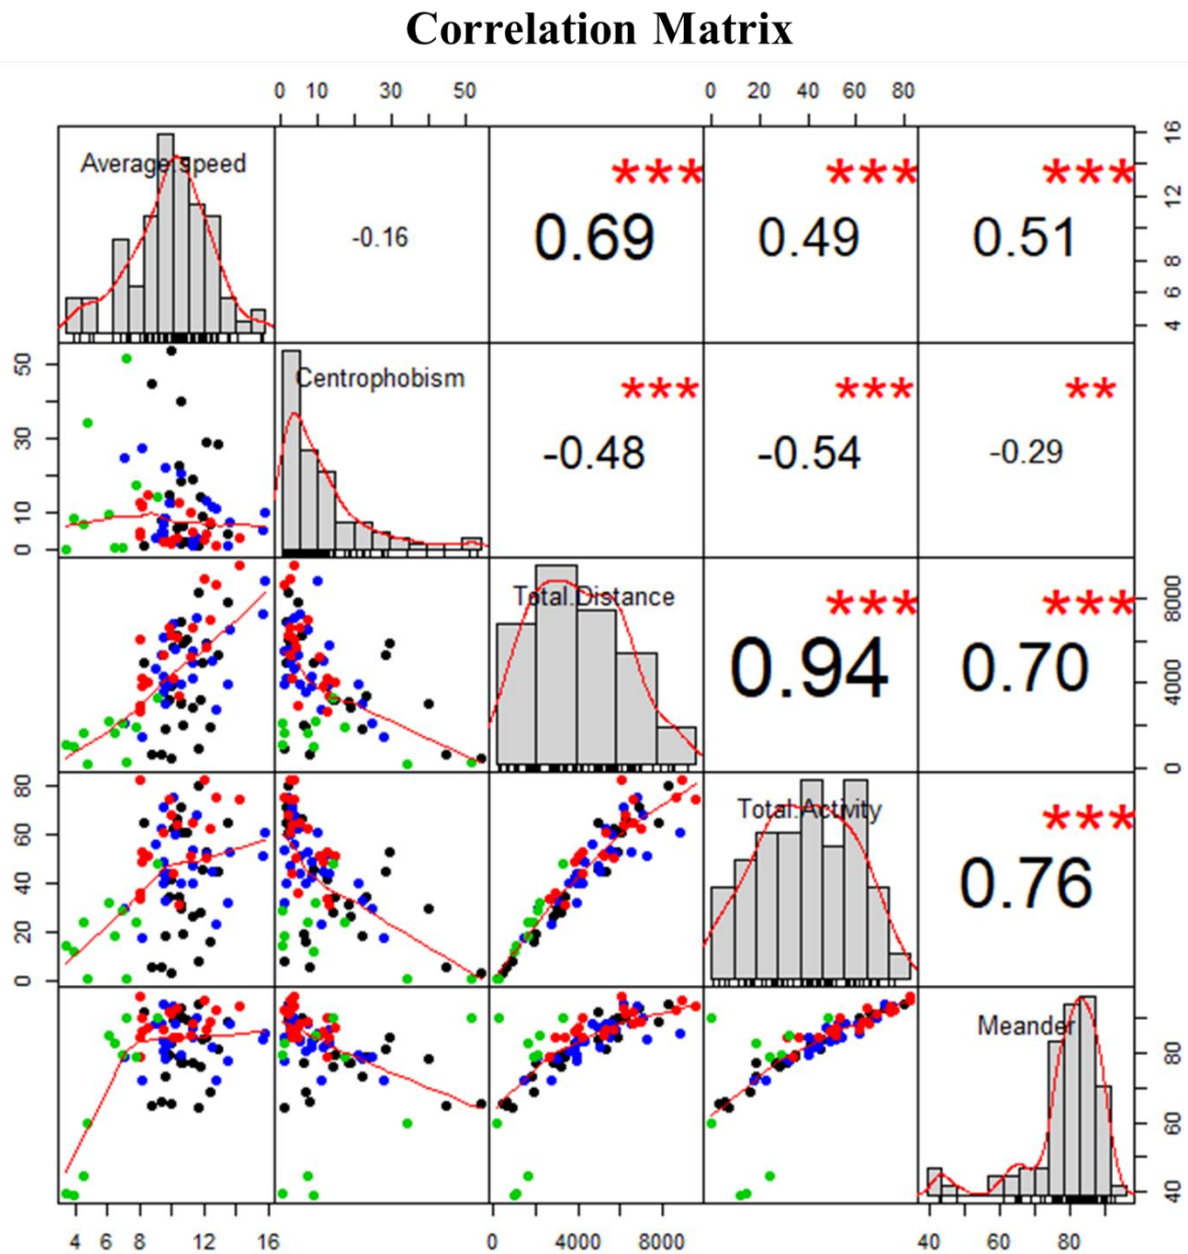 Correlation Matrix
0 10 30 50 0 20 40 60 80
Average.speed -0.16 *** 0.69 *** 0.49 *** 0.51 4 6 8 12 16
0 10 30 50 Centrophobism *** -0.48 *** -0.54 ** -0.29
Total.Distance *** 0.94 *** 0.70 0 4000 8000
0 20 40 60 80 Total.Activity *** 0.76
Meander 40 60 80
4 6 8 12 16 0 4000 8000 40 60 80